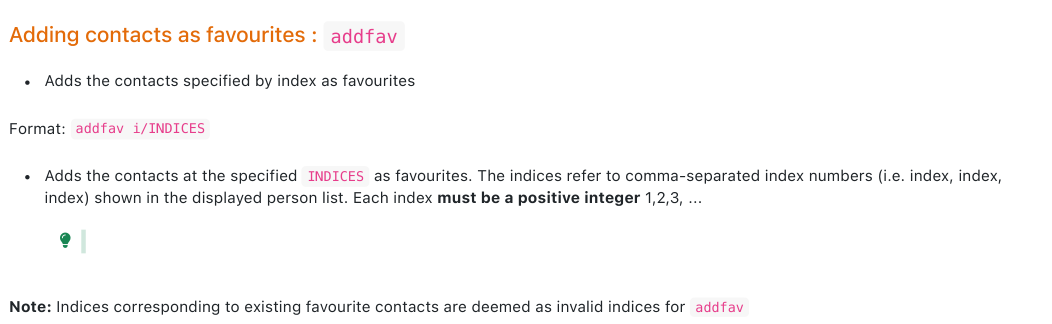 Adding contacts as favourites : addfav
• Adds the contacts specified by index as favourites
Format: addfav i/INDICES
• Adds the contacts at the specified INDICES as favourites. The indices refer to comma-separated index numbers (i.e. index, index,
index) shown in the displayed person list. Each index must be a positive integer 1,2,3, ...
Note: Indices corresponding to existing favourite contacts are deemed as invalid indices for addfav